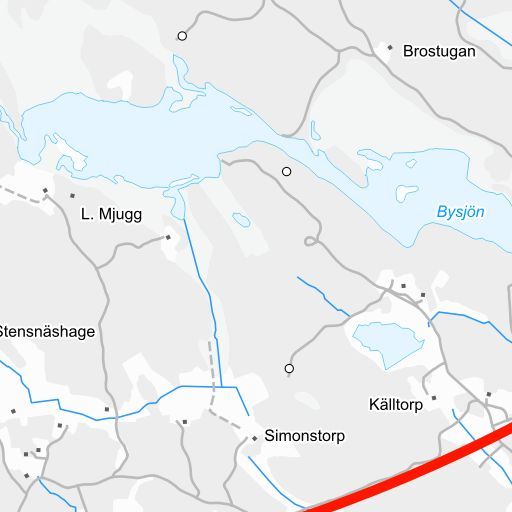 Brostugan
L. Mjugg
Bysjön
Stensnäshage
Källtorp
Simonstorp